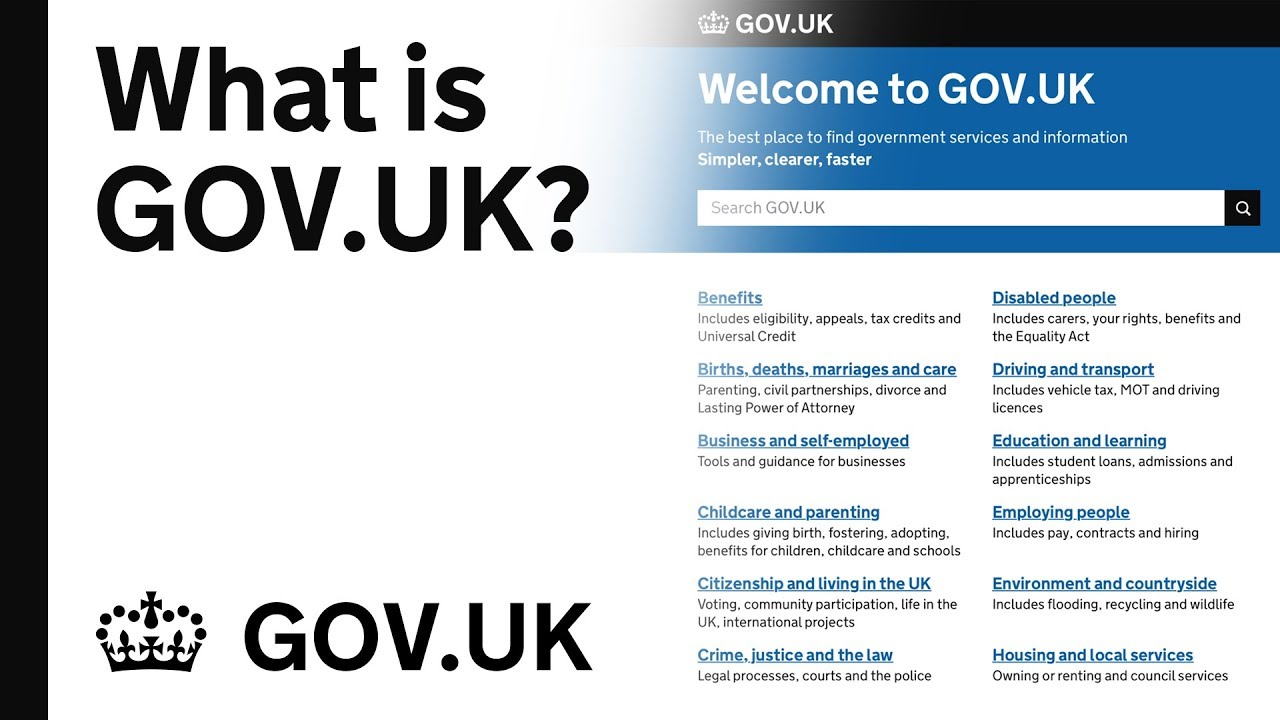 What is
GOV.UK?
GOV.UK
GOV.UK
Welcome to GOV.UK
The best place to find government services and information
Simpler, clearer, faster
Search GOV.UK
Benefits
Includes eligibility, appeals, tax credits and
Universal Credit
Births, deaths, marriages and care
Parenting, civil partnerships, divorce and
Lasting Power of Attorney
Business and self-employed
Tools and guidance for businesses
Childcare and parenting
Includes giving birth, fostering, adopting,
benefits for children, childcare and schools
Citizenship and living in the UK
Voting, community participation, life in the
UK, international projects
Crime, justice and the law
Legal processes, courts and the police
Disabled people
Includes carers, your rights, benefits and
the Equality Act
Driving and transport
Includes vehicle tax, MOT and driving
licences
Education and learning
Includes student loans, admissions and
apprenticeships
Employing people
Includes pay, contracts and hiring
Environment and countryside
Includes flooding, recycling and wildlife
Housing and local services
Owning or renting and council services